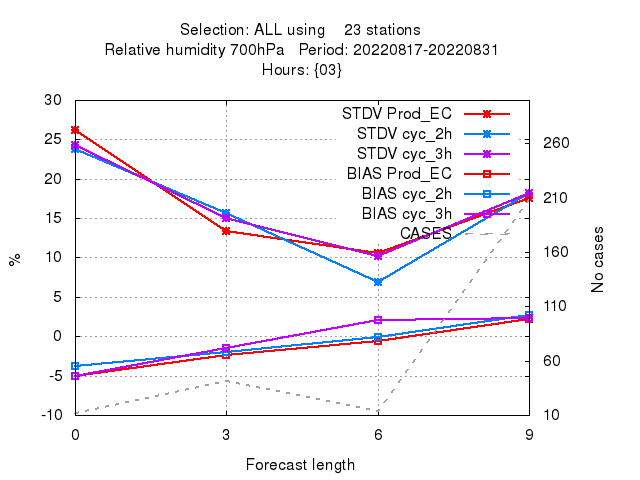 Selection: ALL using 23 stations
Relative humidity 700hPa Period: 20220817-20220831
Hours: {03}
30
25
20
15
10
5
0
-5
-10
%
STDV Prod_EC
STDV cyc_2h
STDV cyc_3h
BIAS Prod_EC
BIAS cyc_2h
BIAS cyc_3h
CASES
260
210
160
110
60
10
No cases
0 3 6 9
Forecast length